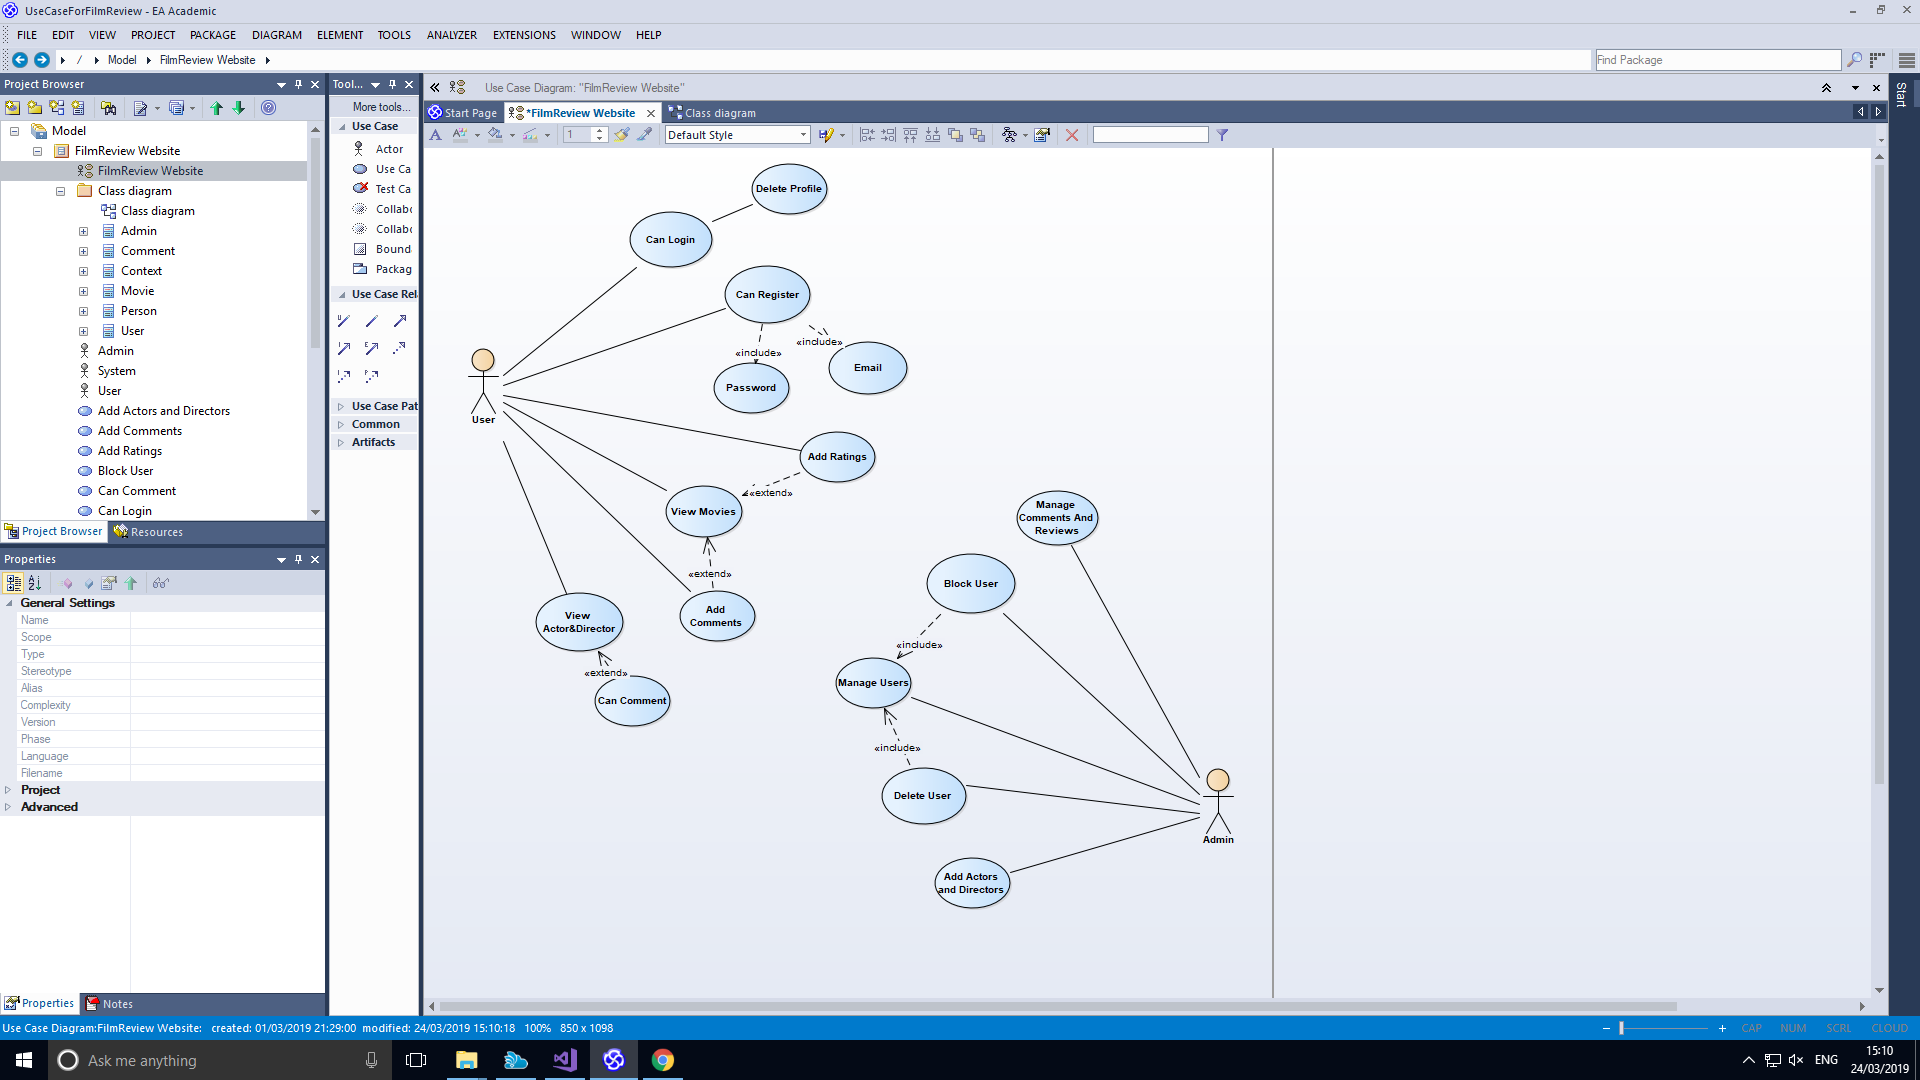 UseCaseForFilmReview - EA Academic
FILE EDIT VIEW PROJECT PACKAGE DIAGRAM ELEMENT TOOLS ANALYZER EXTENSIONS WINDOW HELP
/ Model FilmReview Website
Find Package
Project Browser
Model
FilmReview Website
FilmReview Website
Class diagram
Class diagram
Admin
Comment
Context
Movie
Person
User
Admin
System
User
Add Actors and Directors
Add Comments
Add Ratings
Block User
Can Comment
Can Login
Project Browser Resources
Properties
General Settings
Name
Scope
Type
Stereotype
Alias
Complexity
Version
Phase
Language
Filename
Project
Advanced
Properties Notes
Tool...
More tools...
Use Case
Actor
Use Ca
Test Ca
Collabo
Collabo
Bound
Packag
Use Case Rela
Use Case Pat
Common
Artifacts
Use Case Diagram: "FilmReview Website"
Start Page *FilmReview Website Class diagram
1 Default Style
Start
Delete Profile
Can Login
Can Register
«include»
«include»
Email
Password
User
Add Ratings
«extend»
View Movies
«extend»
Add
Comments
View
Actor&Director
«extend»
Can Comment
Manage
Comments And
Reviews
Block User
«include»
Manage Users
«include»
Delete User
Admin
Add Actors
and Directors
Use Case Diagram:FilmReview Website: created: 01/03/2019 21:29:00 modified: 24/03/2019 15:10:18 100% 850 x 1098
CAP NUM SCRL CLOUD
Ask me anything
ENG
15:10
24/03/2019